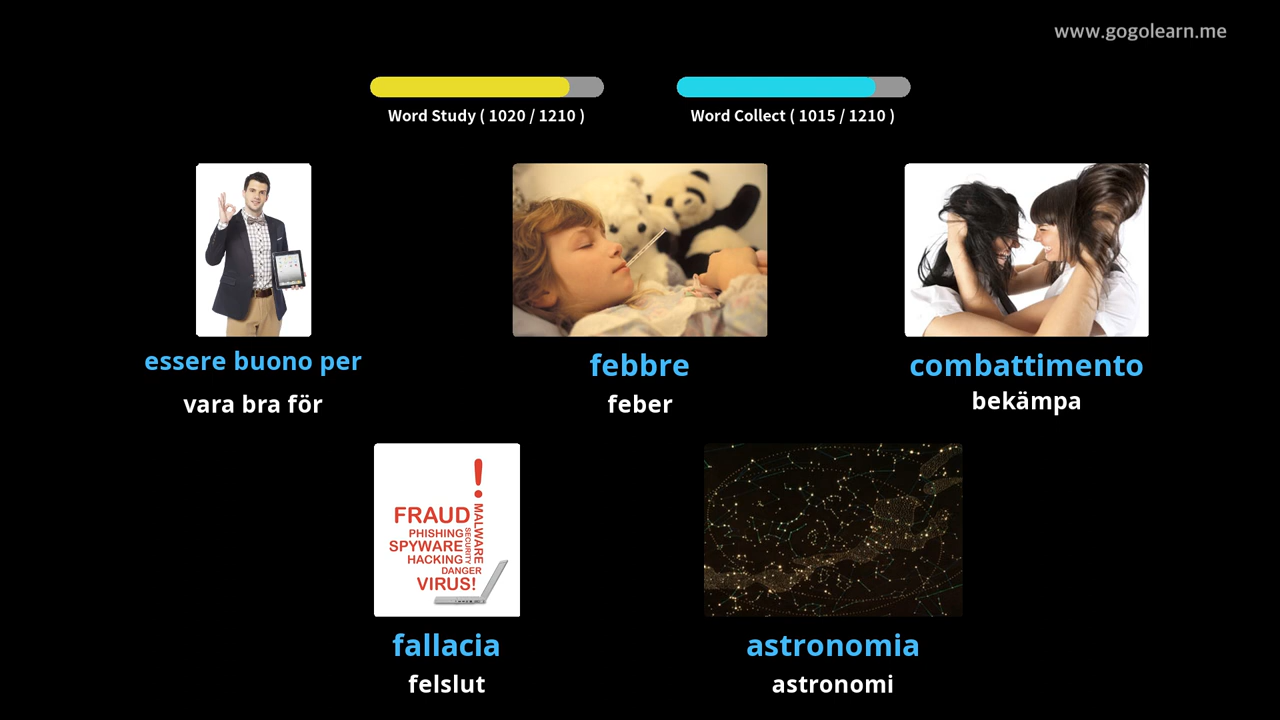 www.gogolearn.me
Word Study ( 1020 / 1210 )
Word Collect ( 1015 / 1210 )
essere buono per
vara bra för
febbre
feber
combattimento
bekämpa
!
FRAUD
PHISHING
SPYWARE
HACKING
DANGER
VIRUS!
MALWARE
SECURITY
fallacia
felslut
astronomia
astronomi